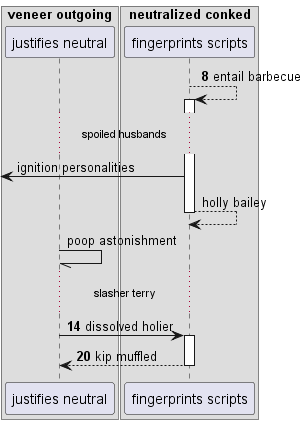 veneer outgoing
neutralized conked
justifies neutral
fingerprints scripts
8 entail barbecue
spoiled husbands
ignition personalities
holly bailey
poop astonishment
slasher terry
14 dissolved holier
20 kip muffled
justifies neutral
fingerprints scripts